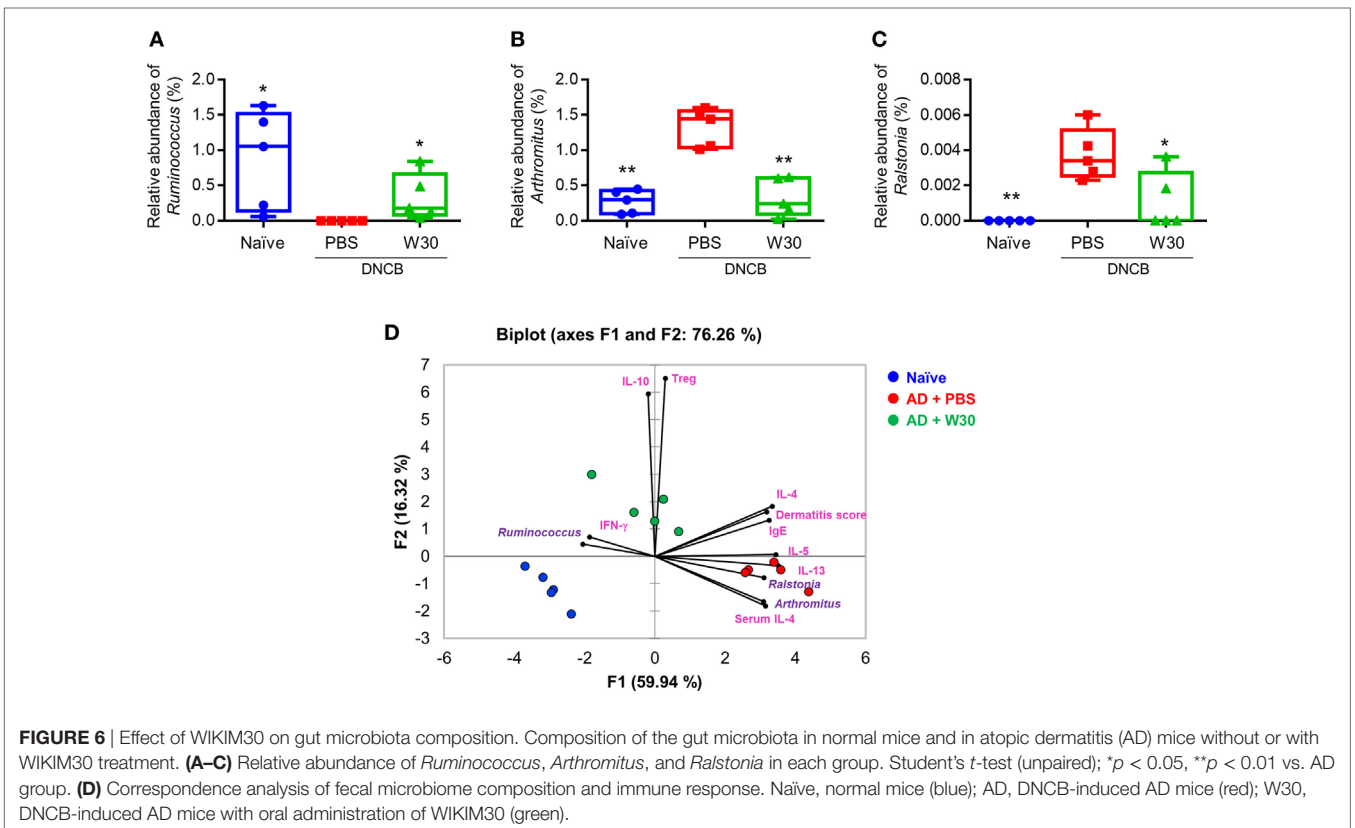 A
Relative abundance of
Ruminococcus (%)
2.0
1.5
1.0
0.5
0.0
*
*
Naïve
PBS
W30
DNCB
B
Relative abundance of
Arthromitus (%)
2.0
1.5
1.0
0.5
0.0
**
**
Naïve
PBS
W30
DNCB
C
Relative abundance of
Ralstonia (%)
0.008
0.006
0.004
0.002
0.000
**
*
Naïve
PBS
W30
DNCB
D
Biplot (axes F1 and F2: 76.26 %)
F2 (16.32 %)
7
6
5
4
3
2
1
0
-1
-2
-3
IL-10
Treg
IL-4
Dermatitis score
IgE
IFN-γ
Ruminococcus
IL-5
IL-13
Ralstonia
Arthromitus
Serum IL-4
-6
-4
-2
0
2
4
6
F1 (59.94 %)
Naïve
AD + PBS
AD + W30
FIGURE 6 | Effect of WIKIM30 on gut microbiota composition. Composition of the gut microbiota in normal mice and in atopic dermatitis (AD) mice without or with
WIKIM30 treatment. (A–C) Relative abundance of Ruminococcus, Arthromitus, and Ralstonia in each group. Student's t-test (unpaired); *p < 0.05, **p < 0.01 vs. AD
group. (D) Correspondence analysis of fecal microbiome composition and immune response. Naïve, normal mice (blue); AD, DNCB-induced AD mice (red); W30,
DNCB-induced AD mice with oral administration of WIKIM30 (green).